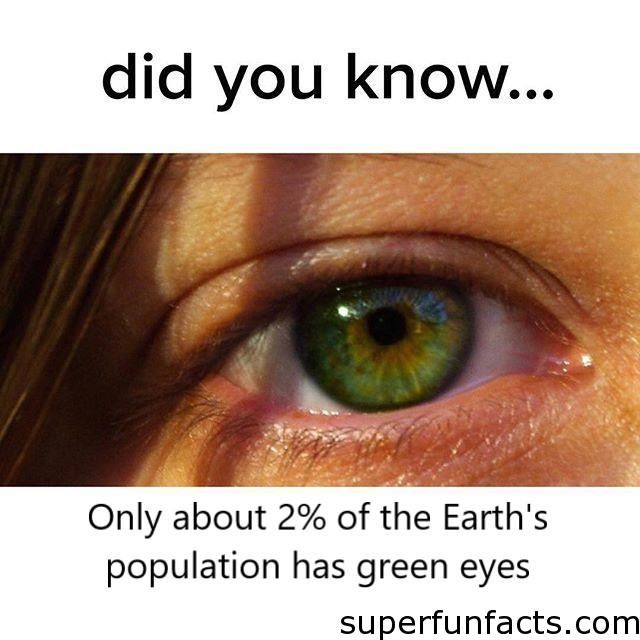 did you know...
Only about 2% of the Earth's
population has green eyes
superfunfacts.com